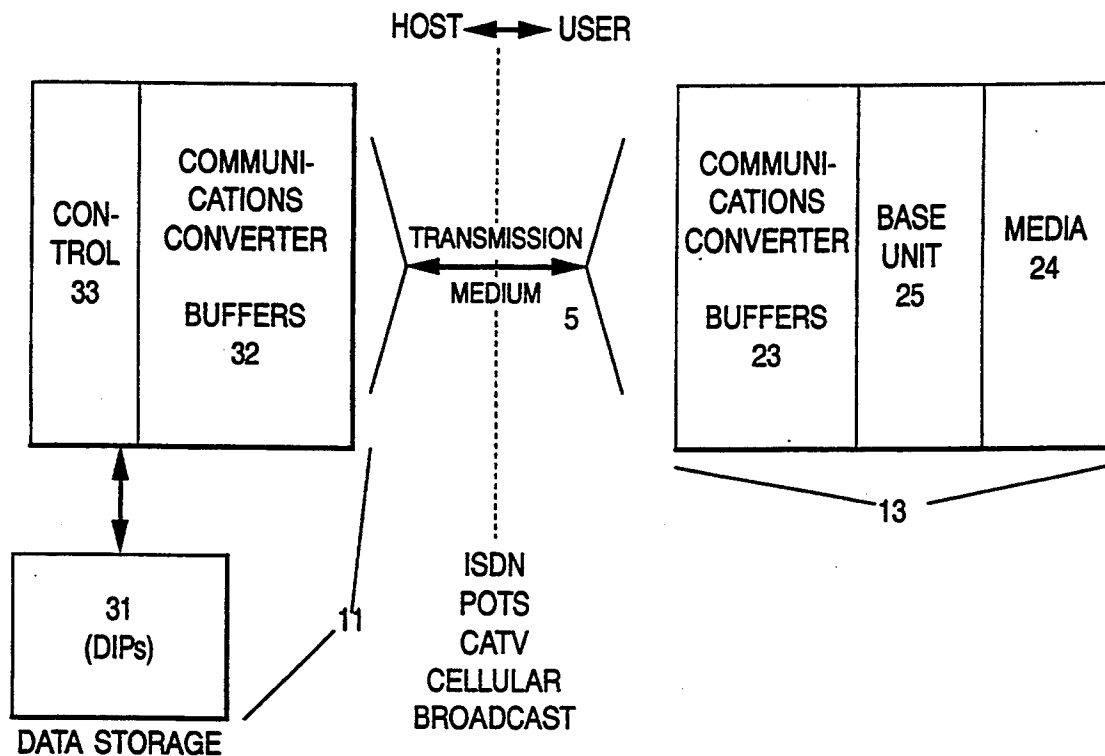 HOST USER
CON-
TROL
33
COMMUNI-
CATIONS
CONVERTER
BUFFERS
32
TRANSMISSION
MEDIUM
5
COMMUNI-
CATIONS
CONVERTER
BUFFERS
23
BASE
UNIT
25
MEDIA
24
13
31
(DIPs)
DATA STORAGE
11
ISDN
POTS
CATV
CELLULAR
BROADCAST